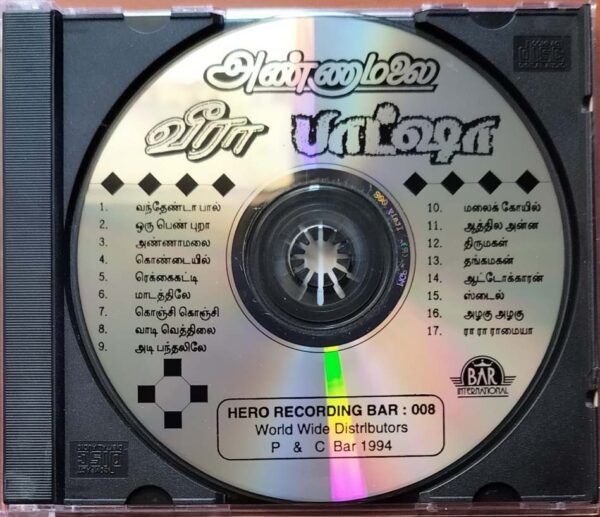 அண்ணாமலை
வீரா பாட்ஷா
1. வந்தேண்டா பால்
2. ஒரு பெண் புறா
3. அண்ணாமலை
4. கொண்டையில்
5. ரெக்கைகட்டி
6. மாடத்திலே
7. கொஞ்சி கொஞ்சி
8. வாடி வெத்திலை
9. அடி பந்தலிலே
10. மலைக் கோயில்
11. ஆத்தில அன்ன
12. திருமகள்
13. தங்கமகன்
14. ஆட்டோக்காரன்
15. ஸ்டைல்
16. அழகு அழகு
17. ரா ரா ராமையா
BAR
INTERNATIONAL
HERO RECORDING BAR : 008
World Wide Distributors
P & C Bar 1994